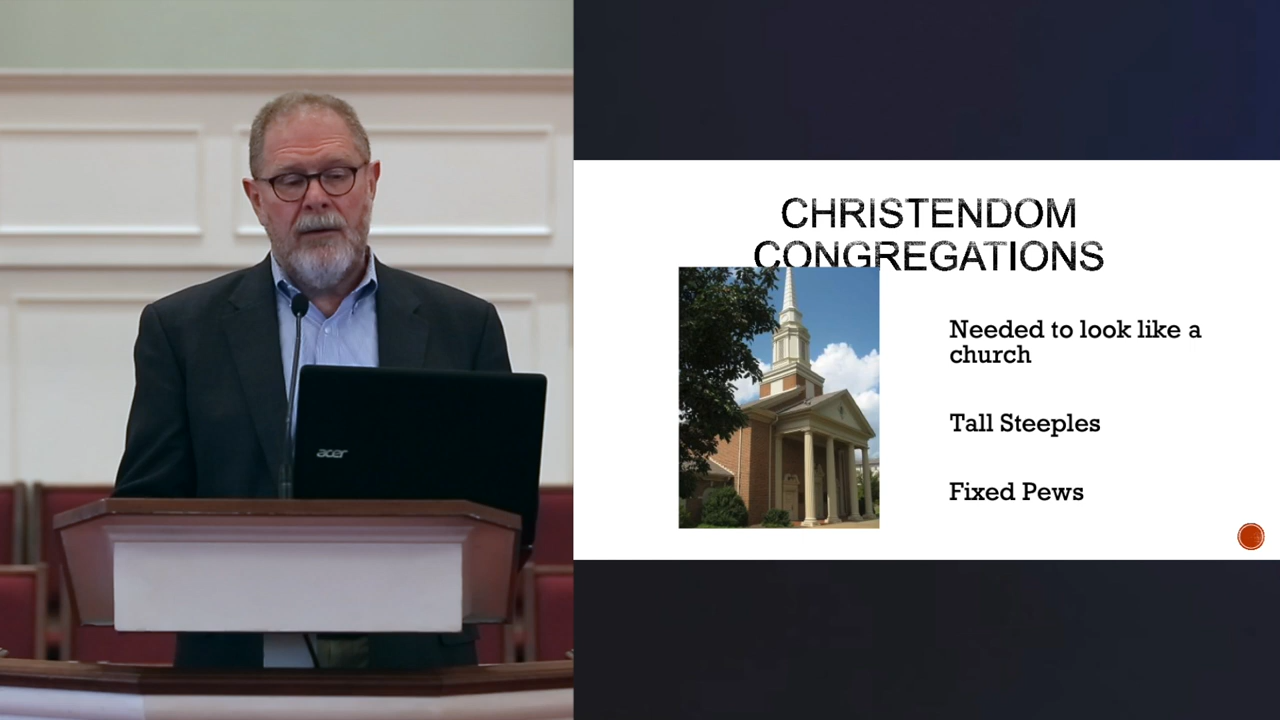 acer
CHRISTENDOM
CONGREGATIONS
Needed to look like a
church
Tall Steeples
Fixed Pews